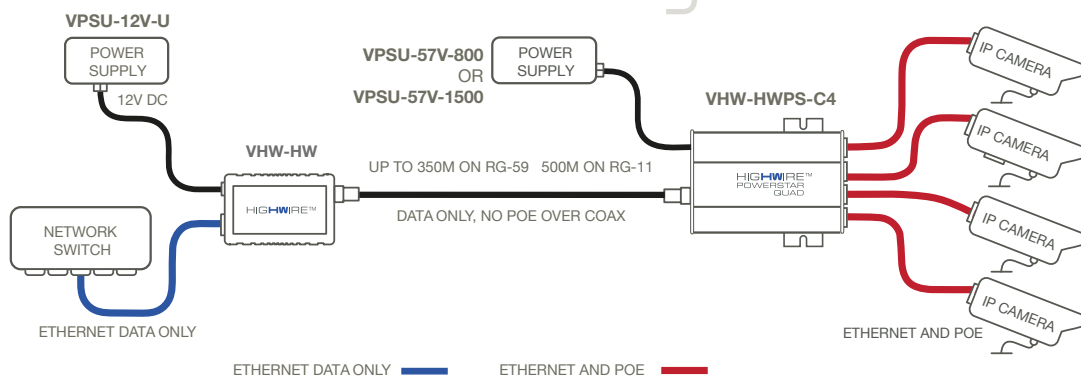 VPSU-12V-U
POWER
SUPPLY
12V DC
VPSU-57V-800
OR
VPSU-57V-1500
POWER
SUPPLY
VHW-HWPS-C4
VHW-HW
HIGHWIRE™
UP TO 350M ON RG-59 500M ON RG-11
DATA ONLY, NO POE OVER COAX
HIGHWIRE™
POWERSTAR
QUAD
NETWORK
SWITCH
ETHERNET DATA ONLY
IP CAMERA
IP CAMERA
IP CAMERA
IP CAMERA
ETHERNET AND POE
ETHERNET DATA ONLY
ETHERNET AND POE